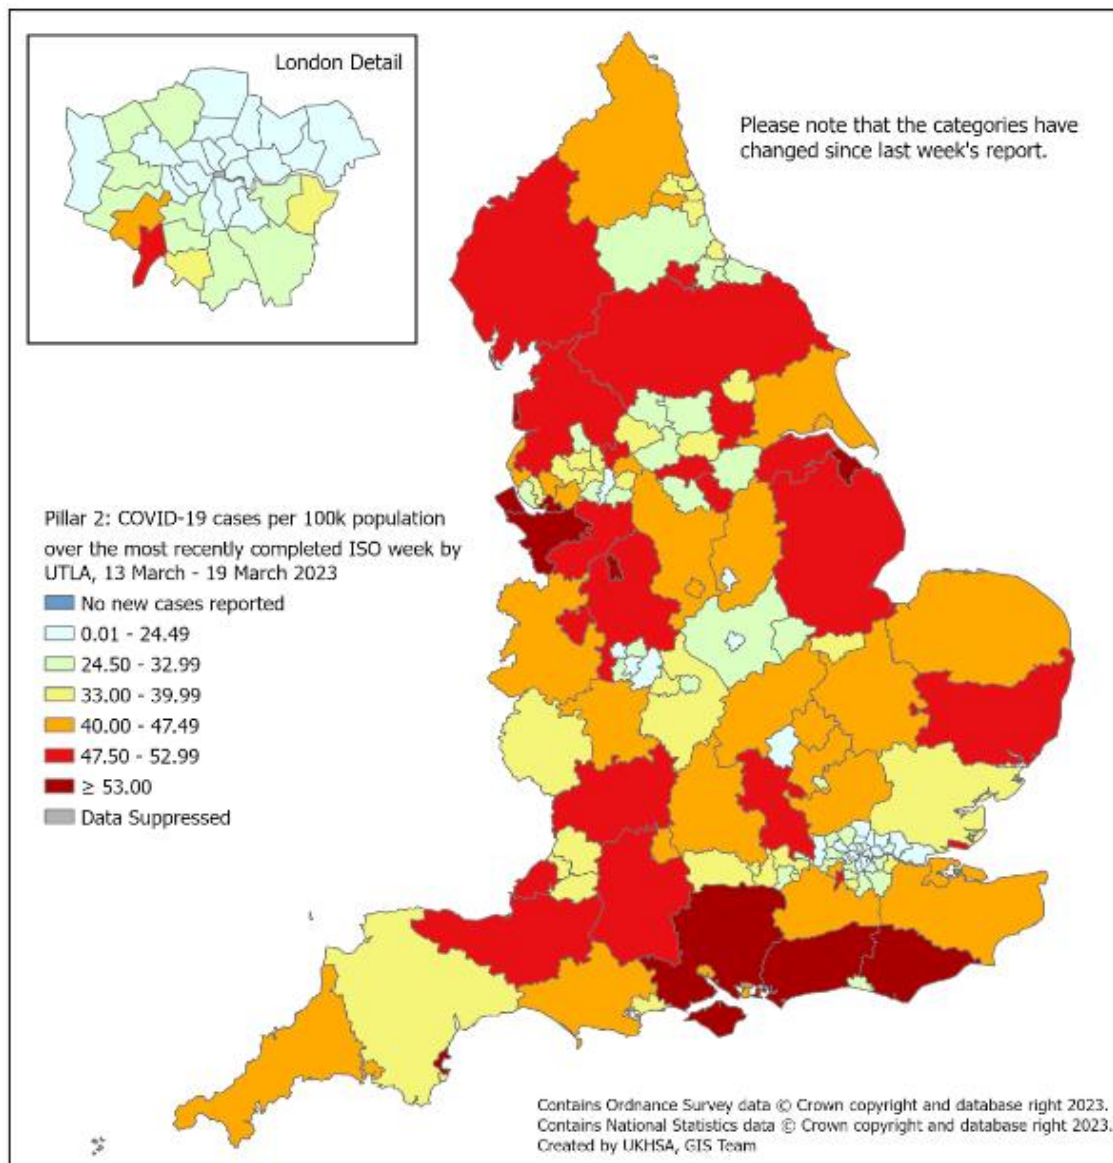 London Detail
Please note that the categories have
changed since last week's report.
Pillar 2: COVID-19 cases per 100k population
over the most recently completed ISO week by
UTLA, 13 March - 19 March 2023
No new cases reported
0.01 - 24.49
24.50 - 32.99
33.00 - 39.99
40.00 - 47.49
47.50 - 52.99
≥ 53.00
Data Suppressed
Contains Ordnance Survey data © Crown copyright and database right 2023.
Contains National Statistics data © Crown copyright and database right 2023.
Created by UKHSA, GIS Team